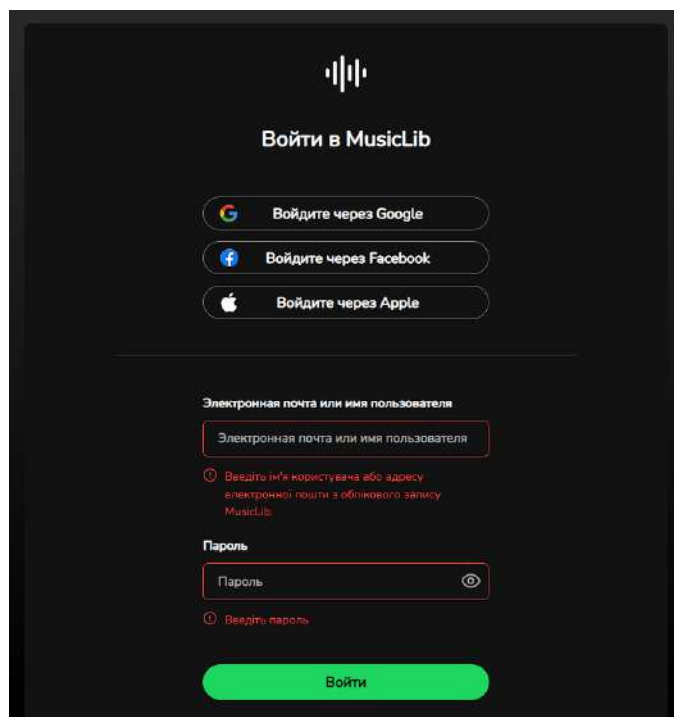 Войти в MusicLib
Войдите через Google
Войдите через Facebook
Войдите через Apple
Электронная почта или имя пользователя
Электронная почта или имя пользователя
Введіть ім'я користувача або адресу
електронної пошти з облікового запису
MusicLib.
Пароль
Пароль
Введіть пароль
Войти